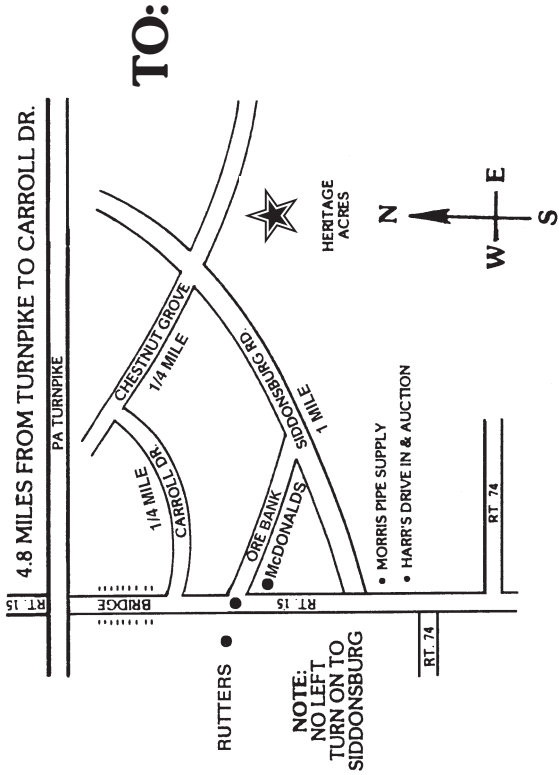 TO:
4.8 MILES FROM TURNPIKE TO CARROLL DR.
PA TURNPIKE
RT. 15
BRIDGE
CHESTNUT GROVE
1/4 MILE
1/4 MILE
CARROLL DR.
SIDDONSBURG RD.
1 MILE
ORE BANK
McDONALDS
RT. 15
RUTTERS
NOTE:
NO LEFT
TURN ON TO
SIDDONSBURG
HERITAGE
ACRES
N
W
E
S
• MORRIS PIPE SUPPLY
• HARR'S DRIVE IN & AUCTION
RT. 74
RT. 74